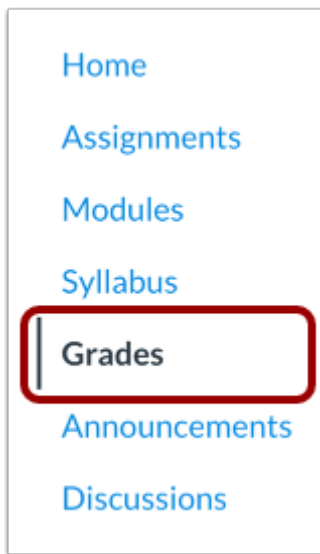 Home
Assignments
Modules
Syllabus
Grades
Announcements
Discussions